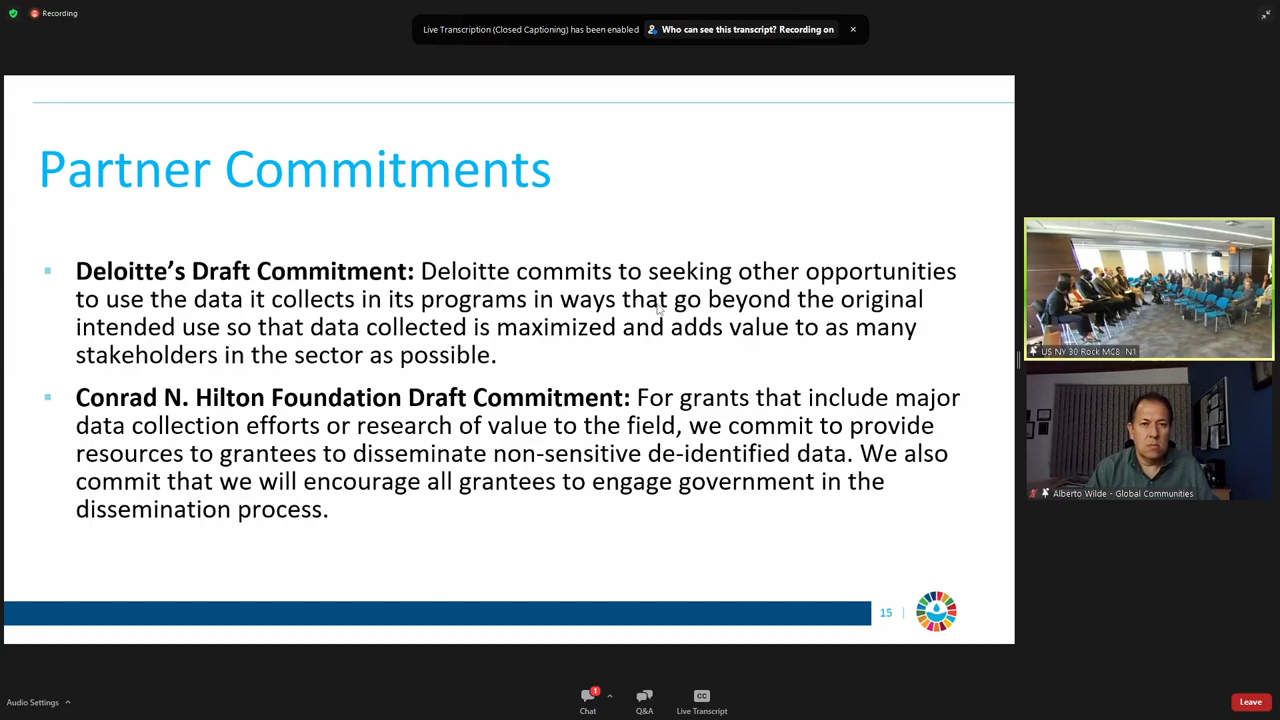 Recording
Live Transcription (Closed Captioning) has been enabled Who can see this transcript? Recording on
Partner Commitments
▪ Deloitte’s Draft Commitment: Deloitte commits to seeking other opportunities
to use the data it collects in its programs in ways that go beyond the original
intended use so that data collected is maximized and adds value to as many
stakeholders in the sector as possible.
▪ Conrad N. Hilton Foundation Draft Commitment: For grants that include major
data collection efforts or research of value to the field, we commit to provide
resources to grantees to disseminate non-sensitive de-identified data. We also
commit that we will encourage all grantees to engage government in the
dissemination process.
15 |
US NY 30 Rock MC8 N1
Alberto Wilde - Global Communities
Audio Settings
1
Chat
Q&A
CC
Live Transcript
Leave